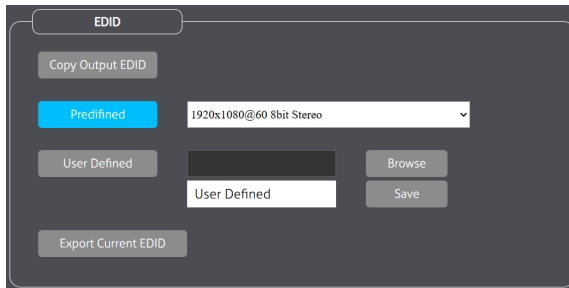 EDID
Copy Output EDID
Predifined
1920x1080@60 8bit Stereo
User Defined
Browse
User Defined
Save
Export Current EDID